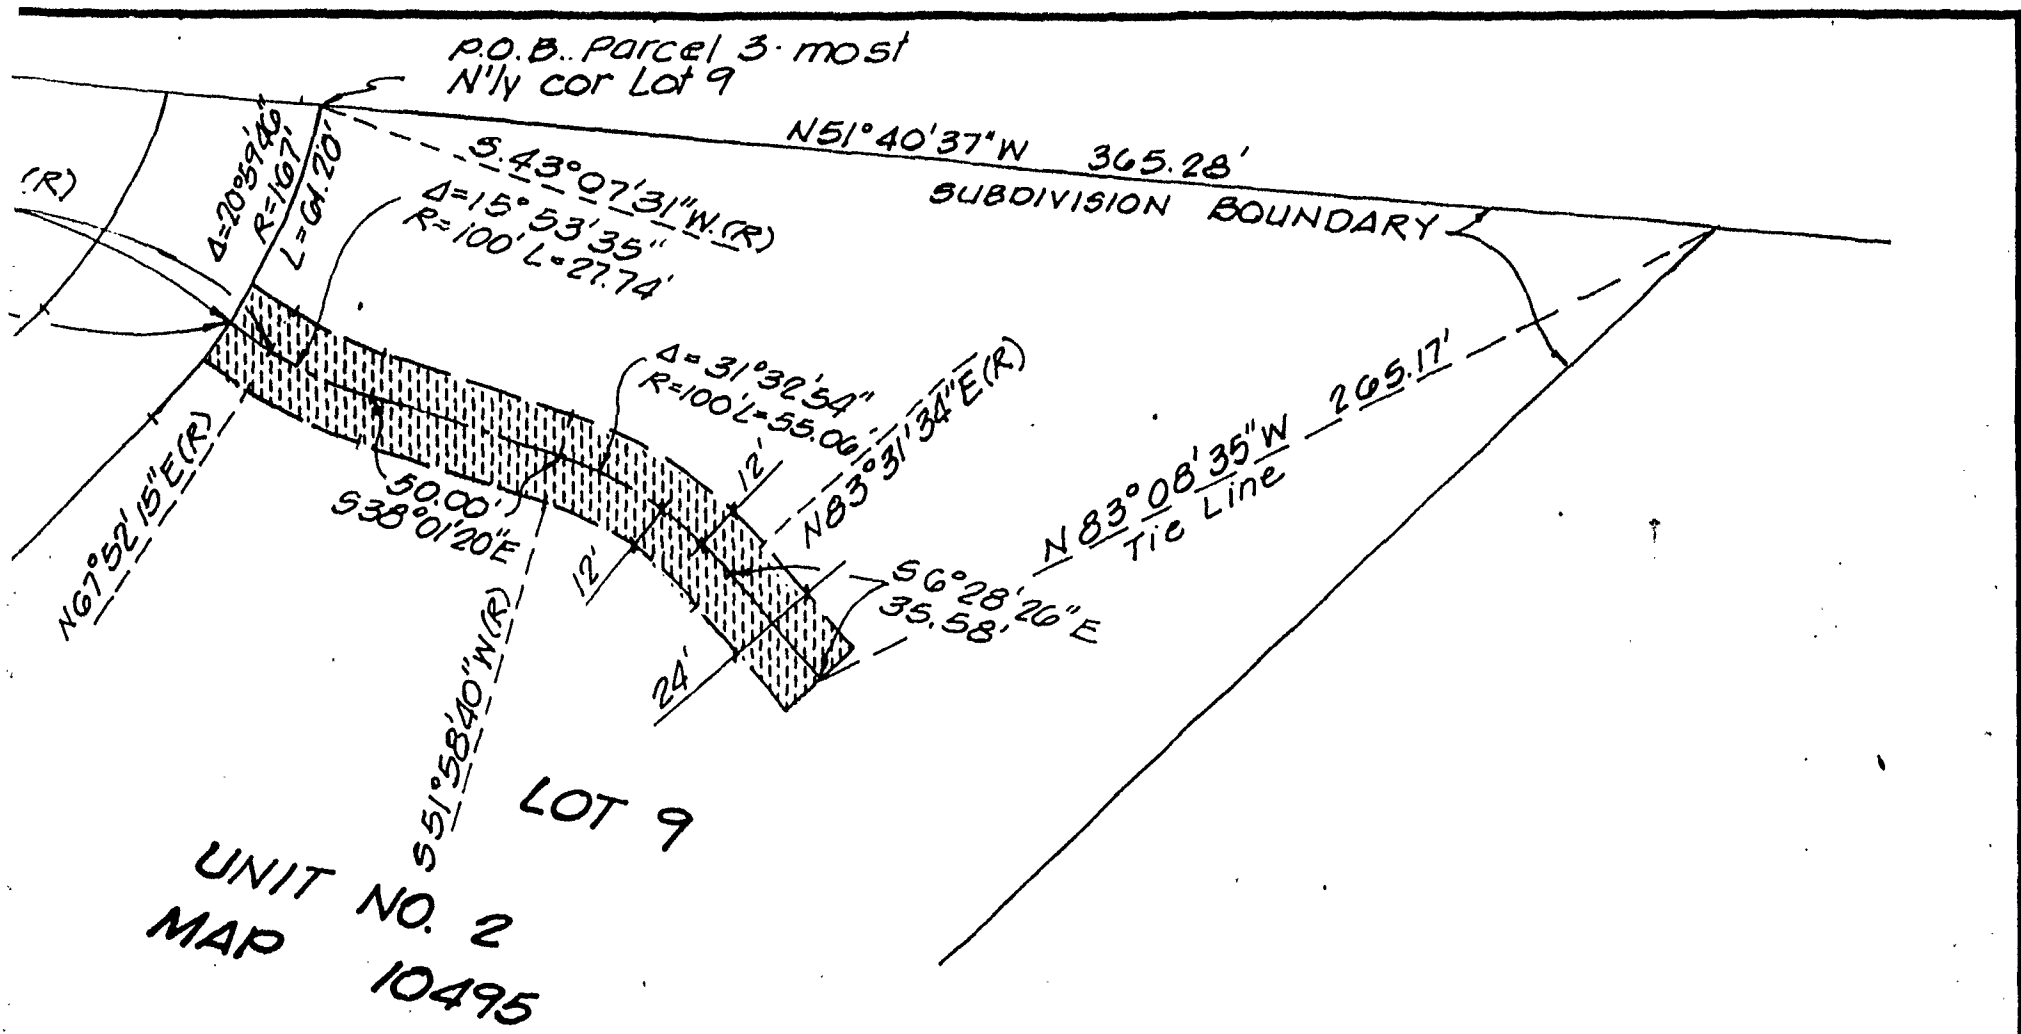 P.O.B.. Parcel 3. most
N'ly cor Lot 9
Δ=20°59'46"
R=167'
L=61.20'
(R)
N51°40'37"W 365.28'
SUBDIVISION BOUNDARY
S.43°07'31"W.(R)
Δ=15°53'35"
R=100' L=27.74'
Δ=31°32'54"
R=100' L=55.06'
12'
N83°31'34"E(R)
N83°08'35"W 265.17'
Tie Line
50.00'
S38°01'20"E
N67°52'15"E(R)
12'
S6°28'26"E
35.58'
24'
S51°58'40"W(R)
LOT 9
UNIT NO. 2
MAP 10495